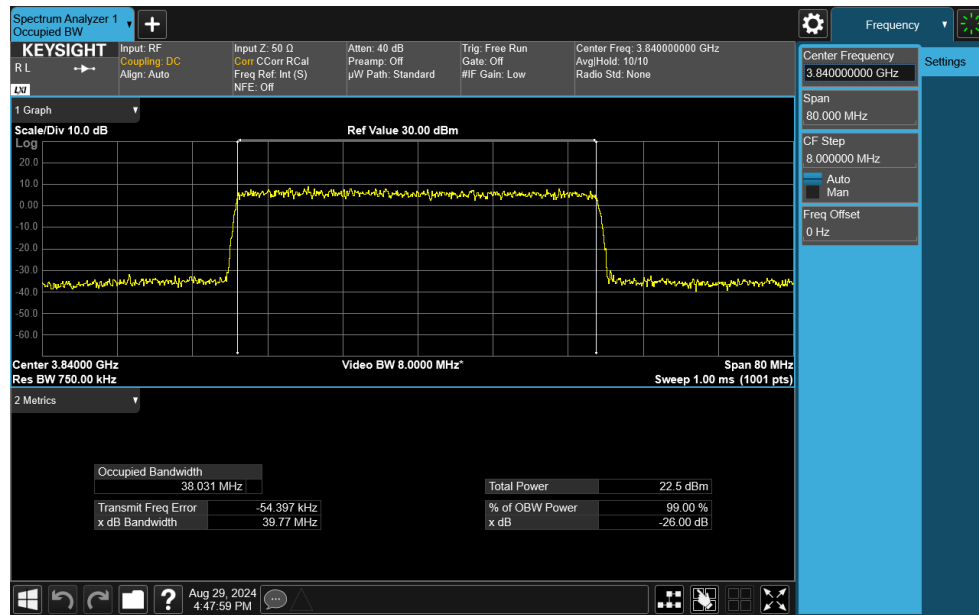 Spectrum Analyzer 1
Occupied BW
Frequency
KEYSIGHT
R L
LXI
Input: RF
Coupling: DC
Align: Auto
Input Z: 50 Ω
Corr CCorr RCal
Freq Ref: Int (S)
NFE: Off
Atten: 40 dB
Preamp: Off
µW Path: Standard
Trig: Free Run
Gate: Off
#IF Gain: Low
Center Freq: 3.840000000 GHz
Avg|Hold: 10/10
Radio Std: None
Center Frequency
3.840000000 GHz
Settings
Span
80.000 MHz
CF Step
8.000000 MHz
Auto
Man
Freq Offset
0 Hz
1 Graph
Scale/Div 10.0 dB
Ref Value 30.00 dBm
Log
20.0
10.0
0.00
-10.0
-20.0
-30.0
-40.0
-50.0
-60.0
Center 3.84000 GHz
Video BW 8.0000 MHz*
Span 80 MHz
Res BW 750.00 kHz
Sweep 1.00 ms (1001 pts)
2 Metrics
Occupied Bandwidth
38.031 MHz
Total Power 22.5 dBm
Transmit Freq Error -54.397 kHz
% of OBW Power 99.00 %
x dB Bandwidth 39.77 MHz
x dB -26.00 dB
?
Aug 29, 2024
4:47:59 PM